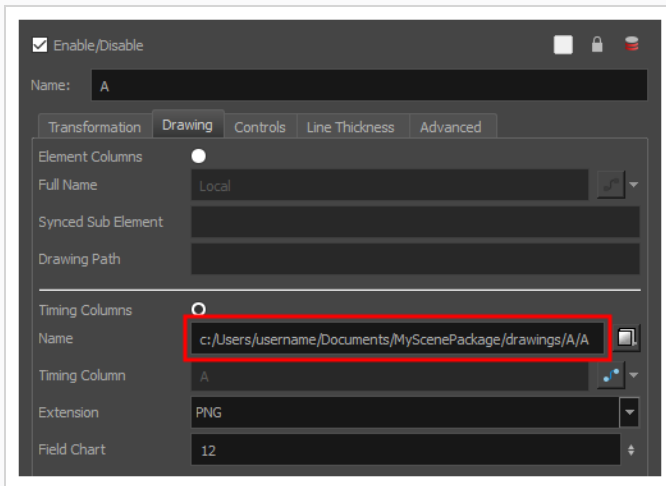 Enable/Disable
Name: A
Transformation Drawing Controls Line Thickness Advanced
Element Columns
Full Name Local
Synced Sub Element
Drawing Path
Timing Columns
Name c:/Users/username/Documents/MyScenePackage/drawings/A/A
Timing Column A
Extension PNG
Field Chart 12